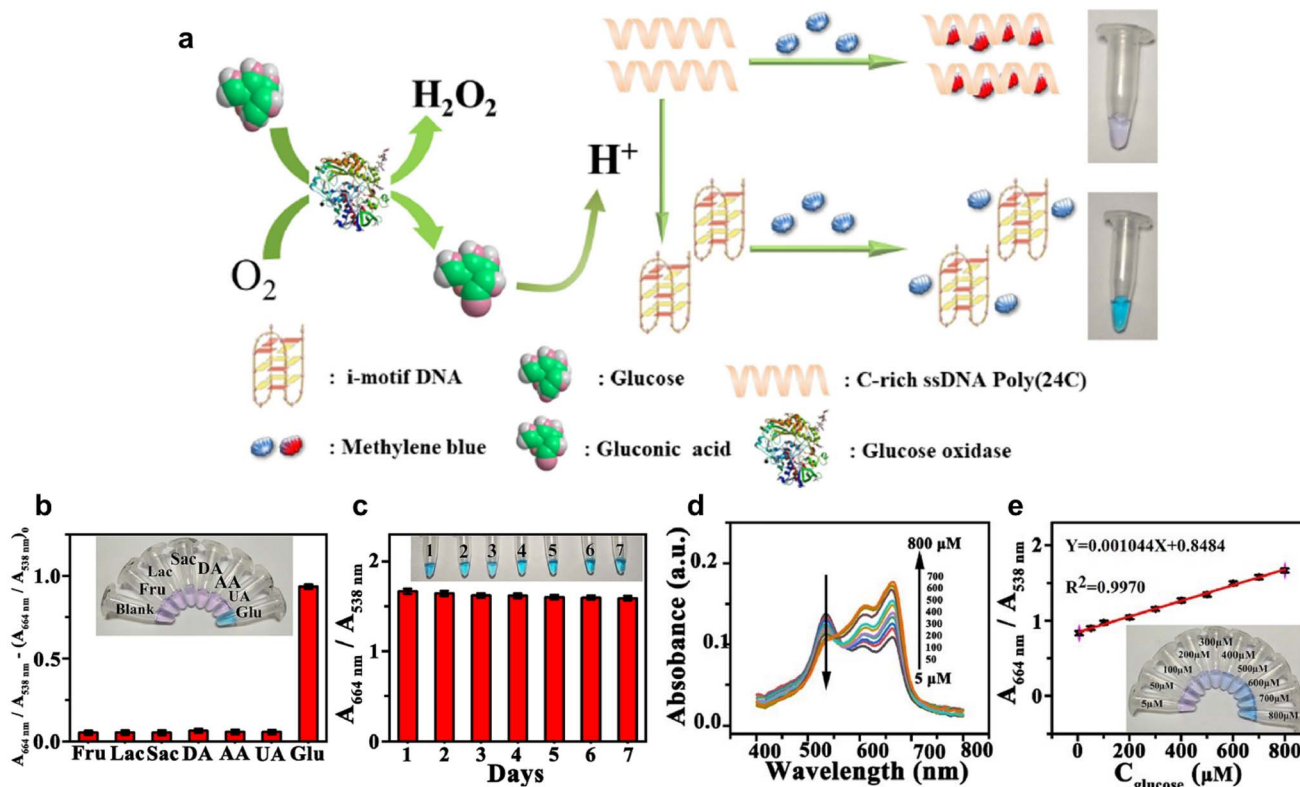 a
H2O2
H+
O2
: i-motif DNA
: Glucose
: C-rich ssDNA Poly(24C)
: Methylene blue
: Gluconic acid
: Glucose oxidase
b
A664 nm / A538 nm - (A664 nm / A538 nm)0
1.0
0.5
0.0
Blank
Fru
Lac
Sac
DA
AA
UA
Glu
Fru Lac Sac DA AA UA Glu
c
A664 nm / A538 nm
2
1
0
1 2 3 4 5 6 7
1 2 3 4 5 6 7
Days
d
Absobance (a.u.)
0.2
0.1
0.0
800 μM
700
600
500
400
300
200
100
50
5 μM
400 500 600 700 800
Wavelength (nm)
e
A664 nm / A538 nm
2
1
0
Y=0.001044X+0.8484
R2=0.9970
5μM
50μM
100μM
200μM
300μM
400μM
500μM
600μM
700μM
800μM
0 200 400 600 800
Cglucose (μM)